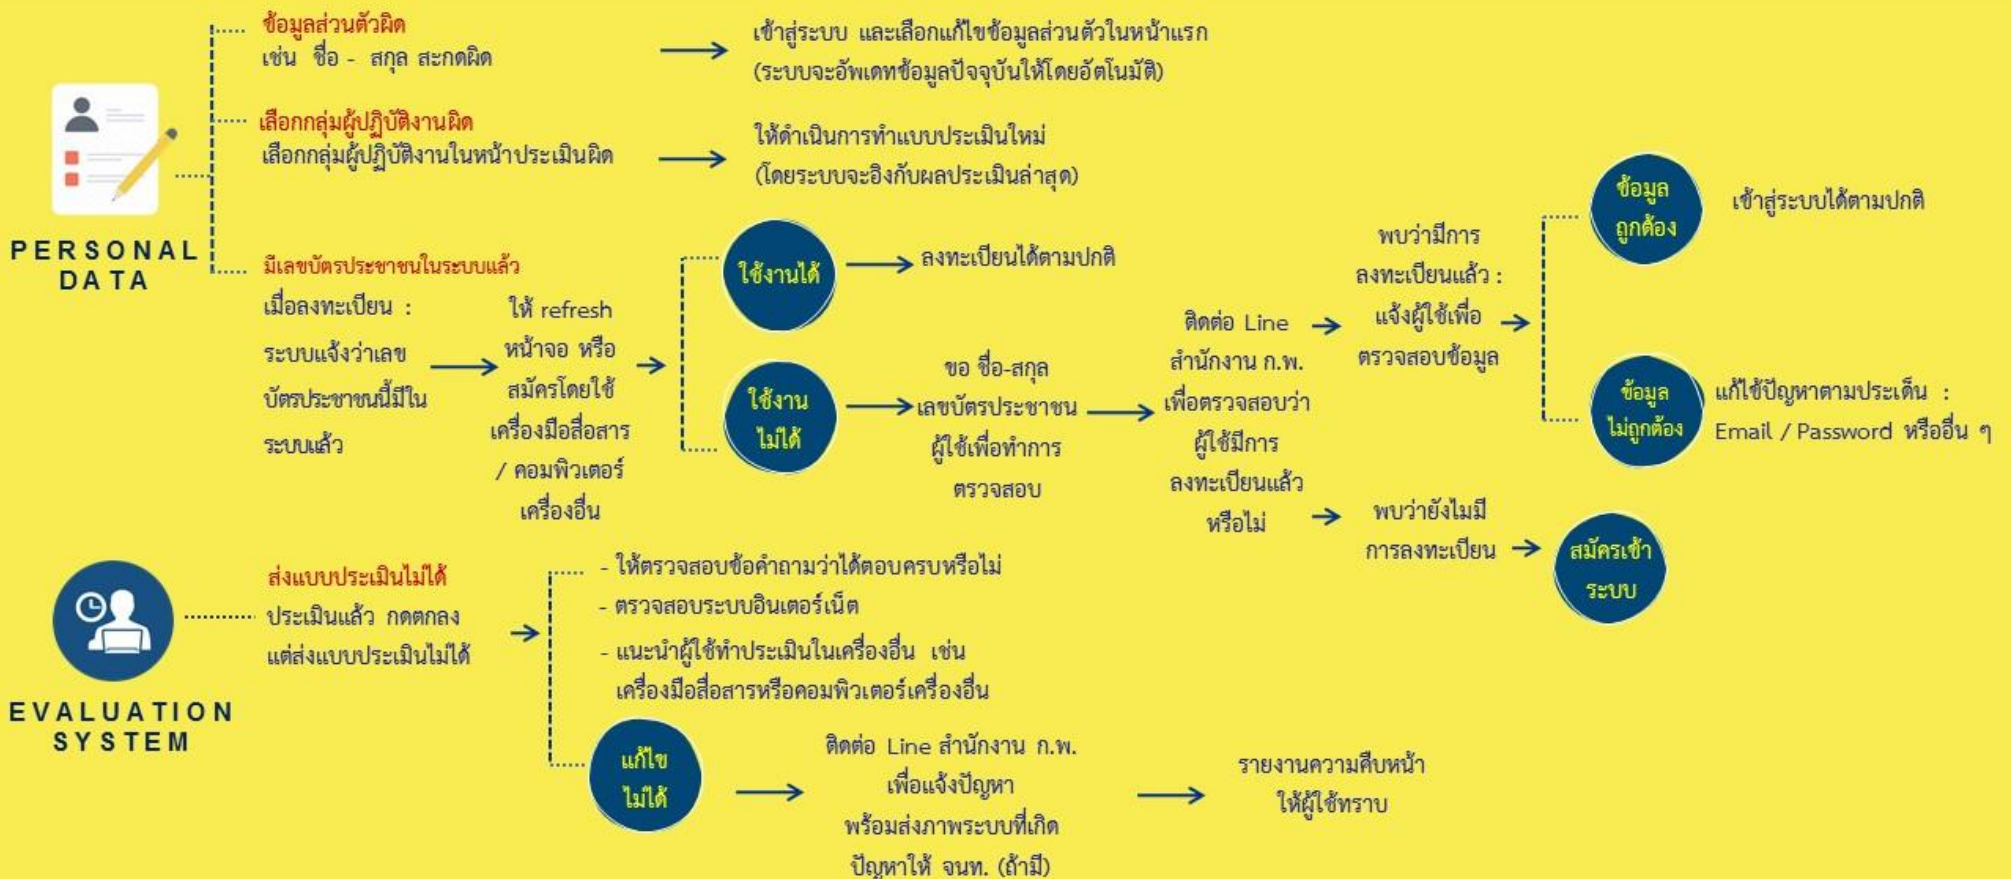 ข้อมูลส่วนตัวผิด
เช่น ชื่อ - สกุล สะกดผิด
เข้าสู่ระบบ และเลือกแก้ไขข้อมูลส่วนตัวในหน้าแรก
(ระบบจะอัพเดทข้อมูลปัจจุบันให้โดยอัตโนมัติ)
เลือกกลุ่มผู้ปฏิบัติงานผิด
เลือกกลุ่มผู้ปฏิบัติงานในหน้าประเมินผิด
ให้ดำเนินการทำแบบประเมินใหม่
(โดยระบบจะอิงกับผลประเมินล่าสุด)
PERSONAL
DATA
มีเลขบัตรประชาชนในระบบแล้ว
เมื่อลงทะเบียน :
ระบบแจ้งว่าเลข
บัตรประชาชนนี้มีใน
ระบบแล้ว
ให้ refresh
หน้าจอ หรือ
สมัครโดยใช้
เครื่องมือสื่อสาร
/ คอมพิวเตอร์
เครื่องอื่น
ใช้งานได้
ลงทะเบียนได้ตามปกติ
ใช้งาน
ไม่ได้
ขอ ชื่อ-สกุล
เลขบัตรประชาชน
ผู้ใช้เพื่อทำการ
ตรวจสอบ
ติดต่อ Line
สำนักงาน ก.พ.
เพื่อตรวจสอบว่า
ผู้ใช้มีการ
ลงทะเบียนแล้ว
หรือไม่
พบว่ามีการ
ลงทะเบียนแล้ว :
แจ้งผู้ใช้เพื่อ
ตรวจสอบข้อมูล
ข้อมูล
ถูกต้อง
เข้าสู่ระบบได้ตามปกติ
ข้อมูล
ไม่ถูกต้อง
แก้ไข้ปัญหาตามประเด็น :
Email / Password หรืออื่น ๆ
พบว่ายังไมมี
การลงทะเบียน
สมัครเข้า
ระบบ
EVALUATION
SYSTEM
ส่งแบบประเมินไม่ได้
ประเมินแล้ว กดตกลง
แต่ส่งแบบประเมินไม่ได้
- ให้ตรวจสอบข้อคำถามว่าได้ตอบครบหรือไม่
- ตรวจสอบระบบอินเตอร์เน็ต
- แนะนำผู้ใช้ทำประเมินในเครื่องอื่น เช่น
เครื่องมือสื่อสารหรือคอมพิวเตอร์เครื่องอื่น
แก้ไข
ไม่ได้
ติดต่อ Line สำนักงาน ก.พ.
เพื่อแจ้งปัญหา
พร้อมส่งภาพระบบที่เกิด
ปัญหาให้ จนท. (ถ้ามี)
รายงานความคืบหน้า
ให้ผู้ใช้ทราบ